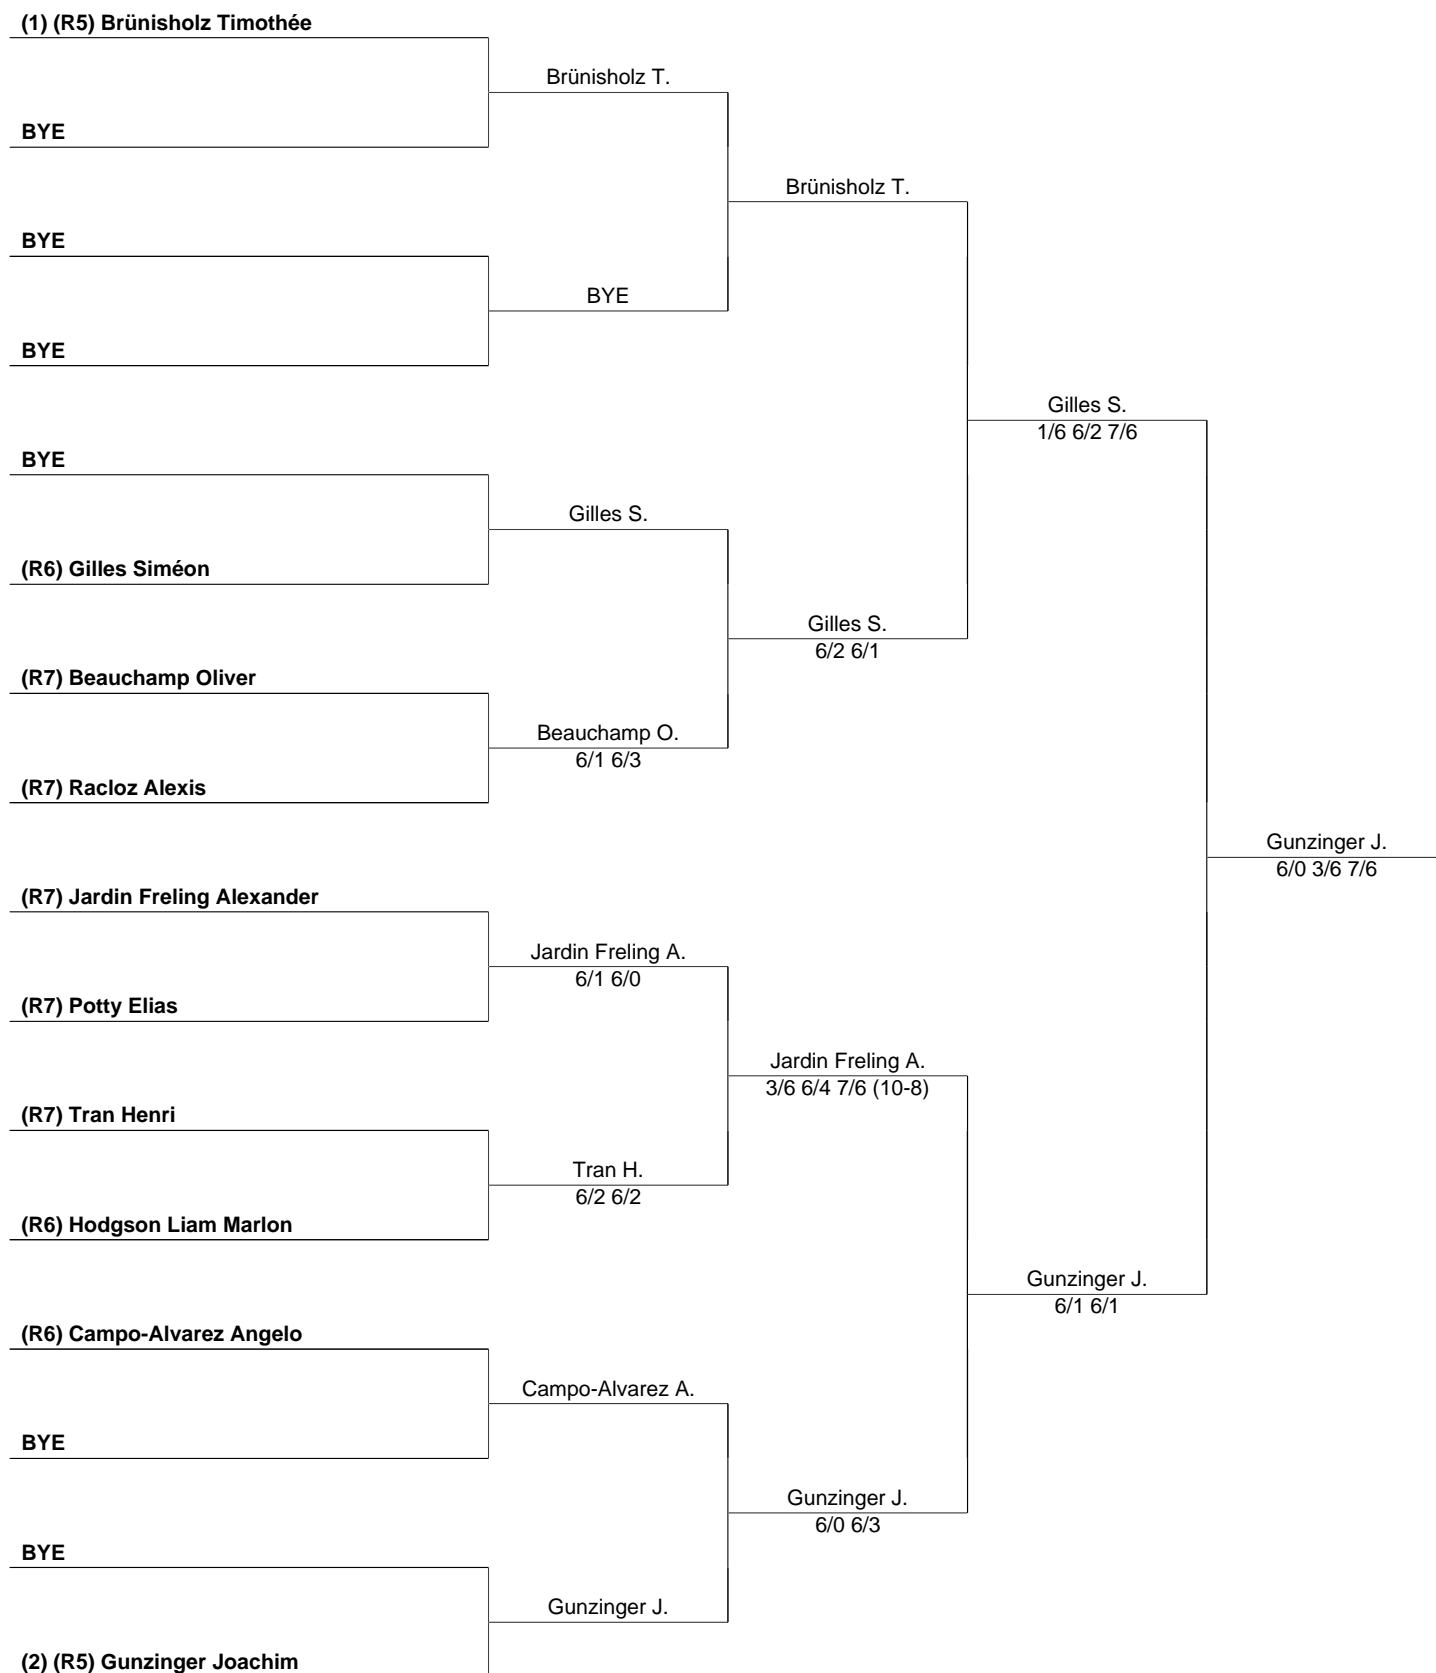 (1) (R5) Brünisholz Timothée
Brünisholz T.
BYE
Brünisholz T.
BYE
BYE
BYE
Gilles S.
1/6 6/2 7/6
BYE
Gilles S.
(R6) Gilles Siméon
Gilles S.
6/2 6/1
(R7) Beauchamp Oliver
Beauchamp O.
6/1 6/3
(R7) Racloz Alexis
Gunzinger J.
6/0 3/6 7/6
(R7) Jardin Freling Alexander
Jardin Freling A.
6/1 6/0
(R7) Potty Elias
Jardin Freling A.
3/6 6/4 7/6 (10-8)
(R7) Tran Henri
Tran H.
6/2 6/2
(R6) Hodgson Liam Marlon
Gunzinger J.
6/1 6/1
(R6) Campo-Alvarez Angelo
Campo-Alvarez A.
BYE
Gunzinger J.
6/0 6/3
BYE
Gunzinger J.
(2) (R5) Gunzinger Joachim